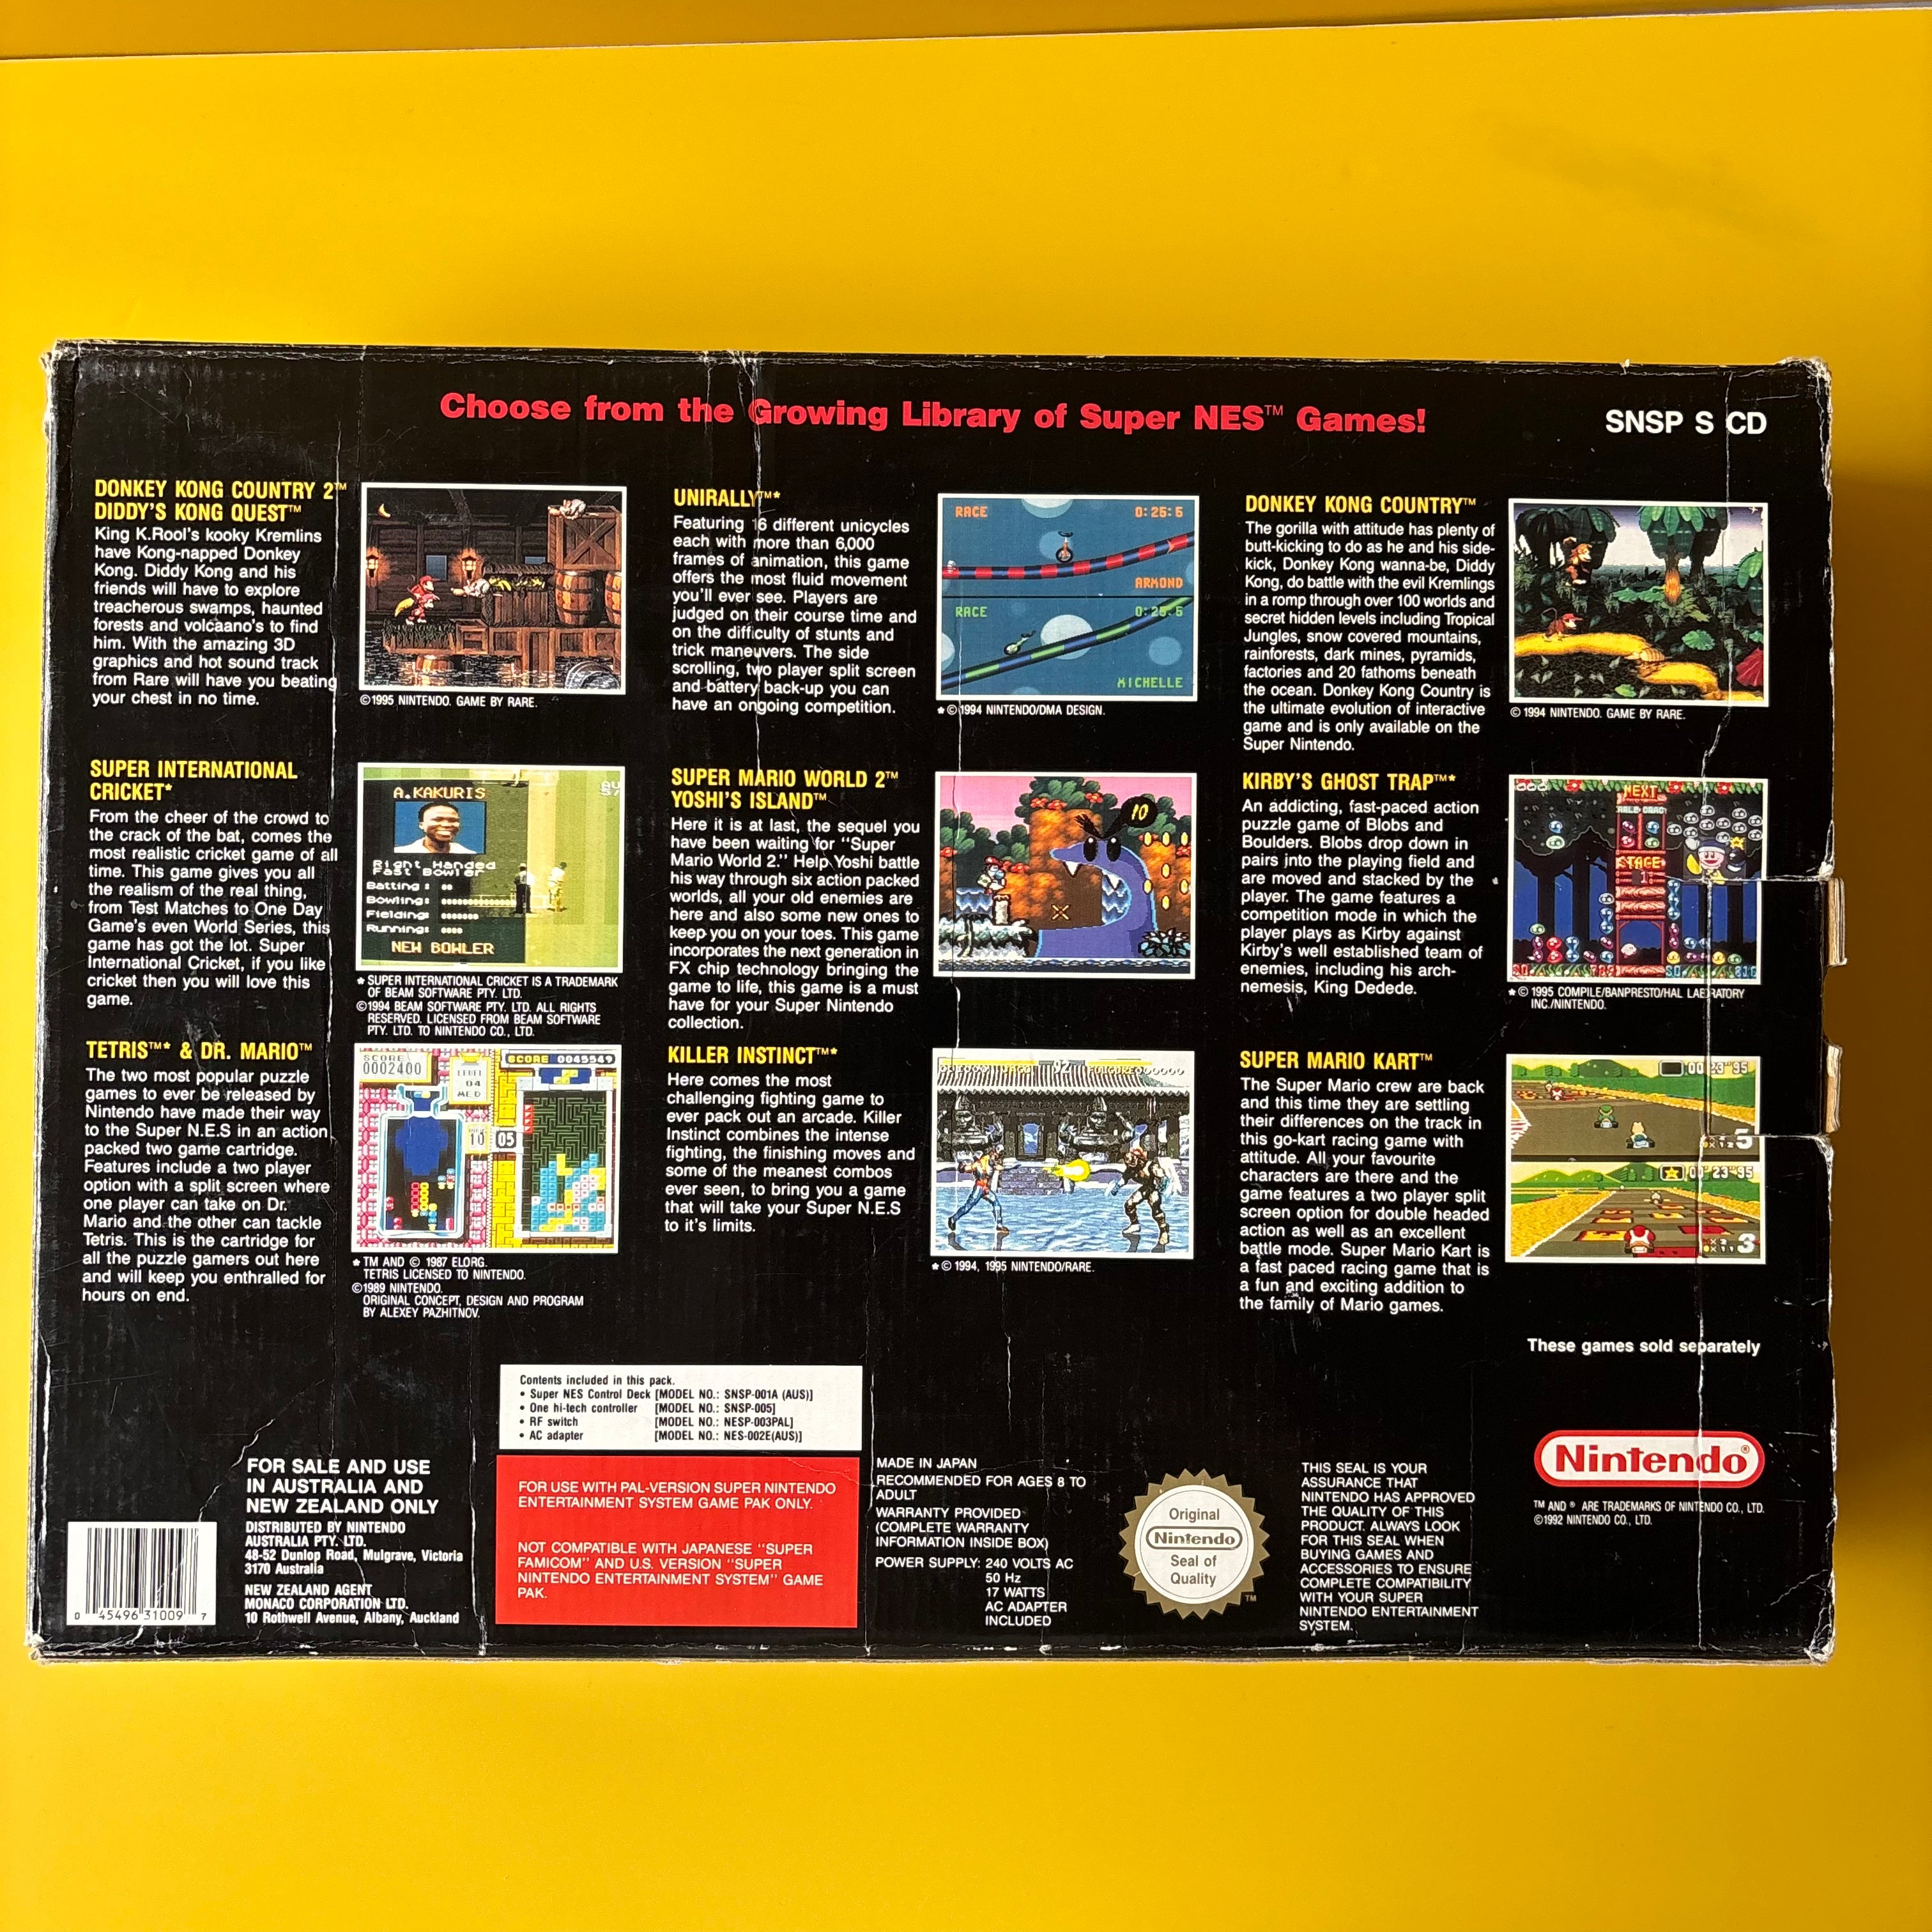 Choose from the Growing Library of Super NES™ Games!
SNSP S CD
DONKEY KONG COUNTRY 2™
DIDDY'S KONG QUEST™
King K.Rool's kooky Kremlins
have Kong-napped Donkey
Kong. Diddy Kong and his
friends will have to explore
treacherous swamps, haunted
forests and volcaano's to find
him. With the amazing 3D
graphics and hot sound track
from Rare will have you beating
your chest in no time.
©1995 NINTENDO. GAME BY RARE.
UNIRALLY™*
Featuring 16 different unicycles
each with more than 6,000
frames of animation, this game
offers the most fluid movement
you'll ever see. Players are
judged on their course time and
on the difficulty of stunts and
trick maneuvers. The side
scrolling, two player split screen
and battery back-up you can
have an ongoing competition.
RACE 0:25:5
ARMOND
RACE 0:25:5
MICHELLE
* ©1994 NINTENDO/DMA DESIGN.
DONKEY KONG COUNTRY™
The gorilla with attitude has plenty of
butt-kicking to do as he and his side-
kick, Donkey Kong wanna-be, Diddy
Kong, do battle with the evil Kremlings
in a romp through over 100 worlds and
secret hidden levels including Tropical
Jungles, snow covered mountains,
rainforests, dark mines, pyramids,
factories and 20 fathoms beneath
the ocean. Donkey Kong Country is
the ultimate evolution of interactive
game and is only available on the
Super Nintendo.
© 1994 NINTENDO. GAME BY RARE.
SUPER INTERNATIONAL
CRICKET*
From the cheer of the crowd to
the crack of the bat, comes the
most realistic cricket game of all
time. This game gives you all
the realism of the real thing,
from Test Matches to One Day
Game's even World Series, this
game has got the lot. Super
International Cricket, if you like
cricket then you will love this
game.
A.KAKURIS
Right Handed
Fast Bowler
Batting:
Bowling:
Fielding:
Running:
NEW BOWLER
* SUPER INTERNATIONAL CRICKET IS A TRADEMARK
OF BEAM SOFTWARE PTY. LTD.
©1994 BEAM SOFTWARE PTY. LTD. ALL RIGHTS
RESERVED. LICENSED FROM BEAM SOFTWARE
PTY. LTD. TO NINTENDO CO., LTD.
SUPER MARIO WORLD 2™
YOSHI'S ISLAND™
Here it is at last, the sequel you
have been waiting for "Super
Mario World 2." Help Yoshi battle
his way through six action packed
worlds, all your old enemies are
here and also some new ones to
keep you on your toes. This game
incorporates the next generation in
FX chip technology bringing the
game to life, this game is a must
have for your Super Nintendo
collection.
10
KIRBY'S GHOST TRAP™*
An addicting, fast-paced action
puzzle game of Blobs and
Boulders. Blobs drop down in
pairs into the playing field and
are moved and stacked by the
player. The game features a
competition mode in which the
player plays as Kirby against
Kirby's well established team of
enemies, including his arch-
nemesis, King Dedede.
NEXT
STAGE
1
* © 1995 COMPILE/BANPRESTO/HAL LABORATORY
INC./NINTENDO.
TETRIS™* & DR. MARIO™
The two most popular puzzle
games to ever be released by
Nintendo have made their way
to the Super N.E.S in an action
packed two game cartridge.
Features include a two player
option with a split screen where
one player can take on Dr.
Mario and the other can tackle
Tetris. This is the cartridge for
all the puzzle gamers out here
and will keep you enthralled for
hours on end.
SCORE
0002400
LEVEL
04
MED
SCORE 0045549
10 05
* TM AND © 1987 ELORG.
TETRIS LICENSED TO NINTENDO.
©1989 NINTENDO.
ORIGINAL CONCEPT, DESIGN AND PROGRAM
BY ALEXEY PAZHITNOV.
KILLER INSTINCT™*
Here comes the most
challenging fighting game to
ever pack out an arcade. Killer
Instinct combines the intense
fighting, the finishing moves and
some of the meanest combos
ever seen, to bring you a game
that will take your Super N.E.S
to it's limits.
* © 1994, 1995 NINTENDO/RARE.
SUPER MARIO KART™
The Super Mario crew are back
and this time they are settling
their differences on the track in
this go-kart racing game with
attitude. All your favourite
characters are there and the
game features a two player split
screen option for double headed
action as well as an excellent
battle mode. Super Mario Kart is
a fast paced racing game that is
a fun and exciting addition to
the family of Mario games.
00'23"95
5
00'23"95
3
These games sold separately
Contents included in this pack.
• Super NES Control Deck [MODEL NO.: SNSP-001A (AUS)]
• One hi-tech controller [MODEL NO.: SNSP-005]
• RF switch [MODEL NO.: NESP-003PAL]
• AC adapter [MODEL NO.: NES-002E(AUS)]
FOR SALE AND USE
IN AUSTRALIA AND
NEW ZEALAND ONLY
DISTRIBUTED BY NINTENDO
AUSTRALIA PTY. LTD.
48-52 Dunlop Road, Mulgrave, Victoria
3170 Australia
NEW ZEALAND AGENT
MONACO CORPORATION LTD.
10 Rothwell Avenue, Albany, Auckland
0 45496 31009 7
FOR USE WITH PAL-VERSION SUPER NINTENDO
ENTERTAINMENT SYSTEM GAME PAK ONLY.
NOT COMPATIBLE WITH JAPANESE "SUPER
FAMICOM" AND U.S. VERSION "SUPER
NINTENDO ENTERTAINMENT SYSTEM" GAME
PAK.
MADE IN JAPAN
RECOMMENDED FOR AGES 8 TO
ADULT
WARRANTY PROVIDED
(COMPLETE WARRANTY
INFORMATION INSIDE BOX)
POWER SUPPLY: 240 VOLTS AC
50 Hz
17 WATTS
AC ADAPTER
INCLUDED
Original
Nintendo
Seal of
Quality
TM
THIS SEAL IS YOUR
ASSURANCE THAT
NINTENDO HAS APPROVED
THE QUALITY OF THIS
PRODUCT. ALWAYS LOOK
FOR THIS SEAL WHEN
BUYING GAMES AND
ACCESSORIES TO ENSURE
COMPLETE COMPATIBILITY
WITH YOUR SUPER
NINTENDO ENTERTAINMENT
SYSTEM.
Nintendo®
TM AND ® ARE TRADEMARKS OF NINTENDO CO., LTD.
©1992 NINTENDO CO., LTD.